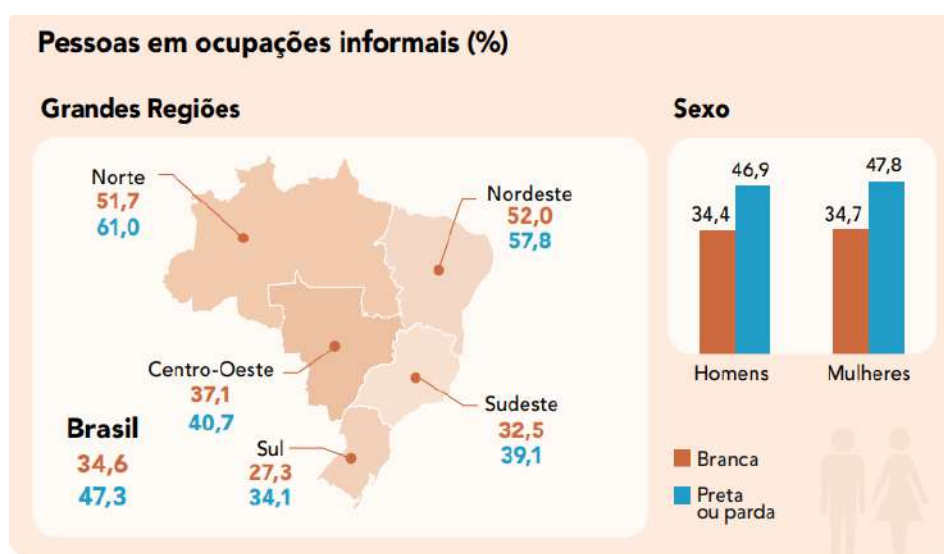 Pessoas em ocupações informais (%)
Grandes Regiões
Norte
51,7
61,0
Nordeste
52,0
57,8
Centro-Oeste
37,1
40,7
Sudeste
32,5
39,1
Sul
27,3
34,1
Brasil
34,6
47,3
Sexo
34,4
46,9
34,7
47,8
Homens
Mulheres
Branca
Preta
ou parda